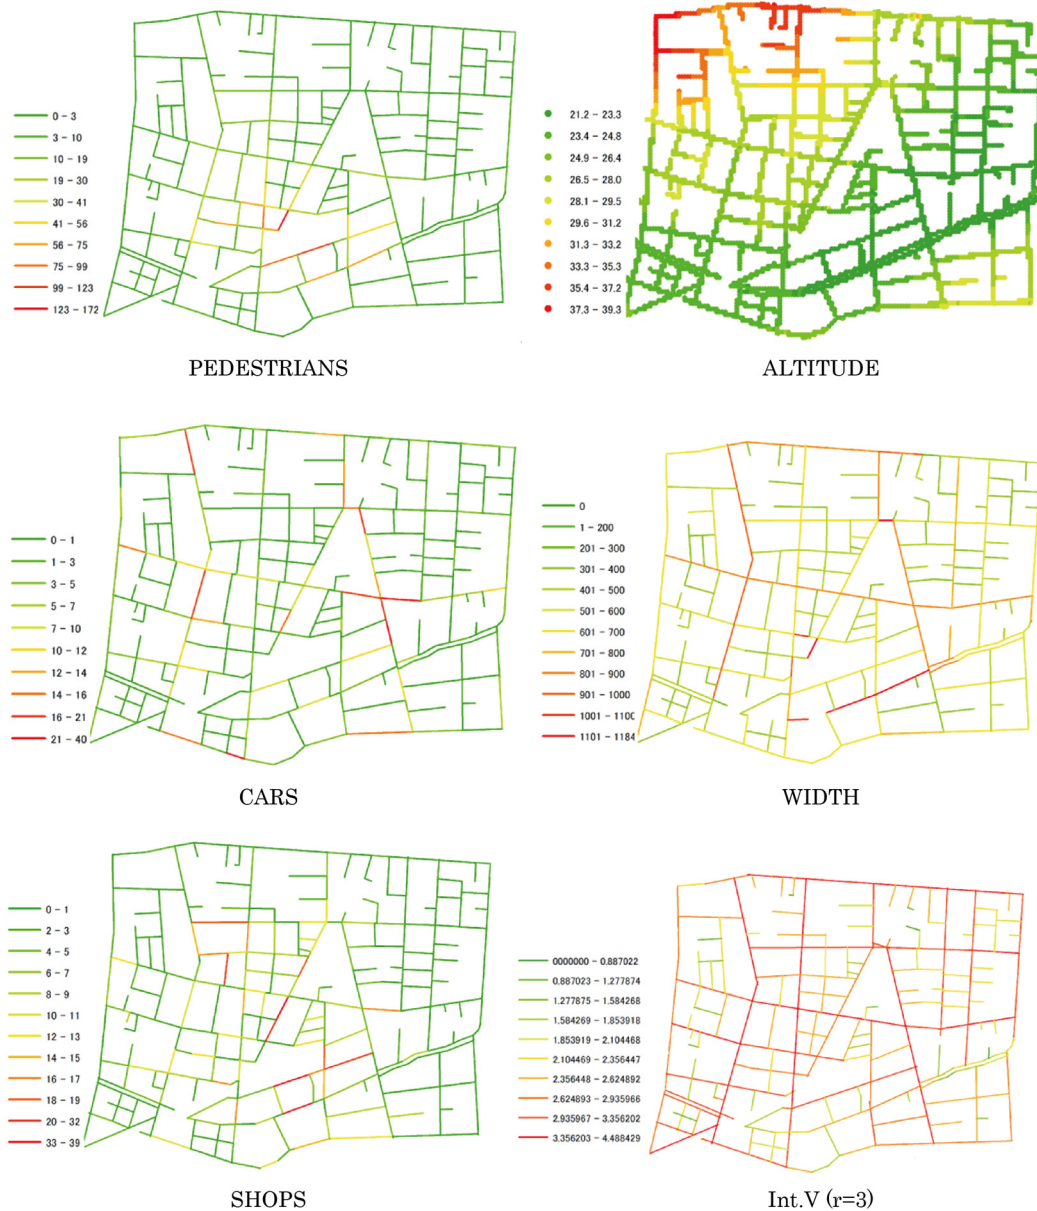 0 - 3
3 - 10
10 - 19
19 - 30
30 - 41
41 - 56
56 - 75
75 - 99
99 - 123
123 - 172
PEDESTRIANS
21.2 - 23.3
23.4 - 24.8
24.9 - 26.4
26.5 - 28.0
28.1 - 29.5
29.6 - 31.2
31.3 - 33.2
33.3 - 35.3
35.4 - 37.2
37.3 - 39.3
ALTITUDE
0 - 1
1 - 3
3 - 5
5 - 7
7 - 10
10 - 12
12 - 14
14 - 16
16 - 21
21 - 40
CARS
0
1 - 200
201 - 300
301 - 400
401 - 500
501 - 600
601 - 700
701 - 800
801 - 900
901 - 1000
1001 - 1100
1101 - 1184
WIDTH
0 - 1
2 - 3
4 - 5
6 - 7
8 - 9
10 - 11
12 - 13
14 - 15
16 - 17
18 - 19
20 - 32
33 - 39
SHOPS
0000000 - 0.887022
0.887023 - 1.277874
1.277875 - 1.584268
1.584269 - 1.853918
1.853919 - 2.104468
2.104469 - 2.356447
2.356448 - 2.624892
2.624893 - 2.935966
2.935967 - 3.356202
3.356203 - 4.488429
Int.V (r=3)